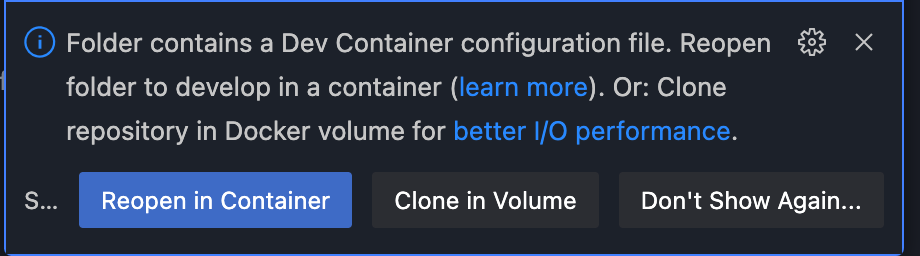 Folder contains a Dev Container configuration file. Reopen
folder to develop in a container (learn more). Or: Clone
repository in Docker volume for better I/O performance.
S... Reopen in Container Clone in Volume Don't Show Again...